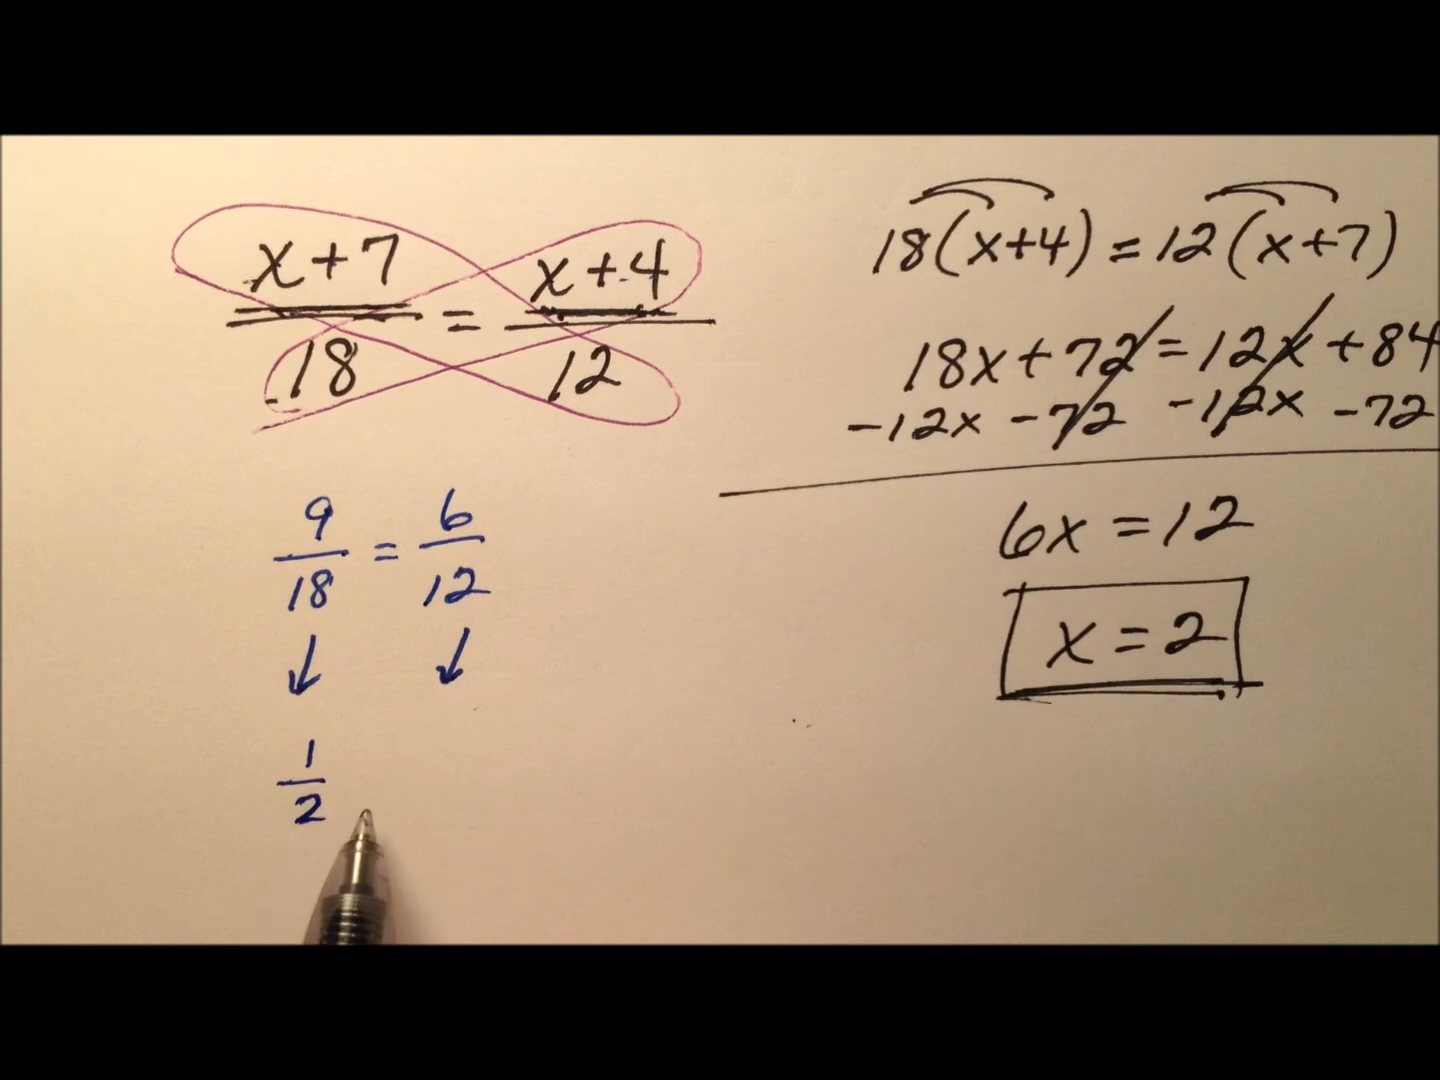 x+7/18 = x+4/12
9/18 = 6/12
↓ ↓
1/2
18(x+4)=12(x+7)
18x+72=12x+84
-12x -72 -12x -72
6x=12
x=2